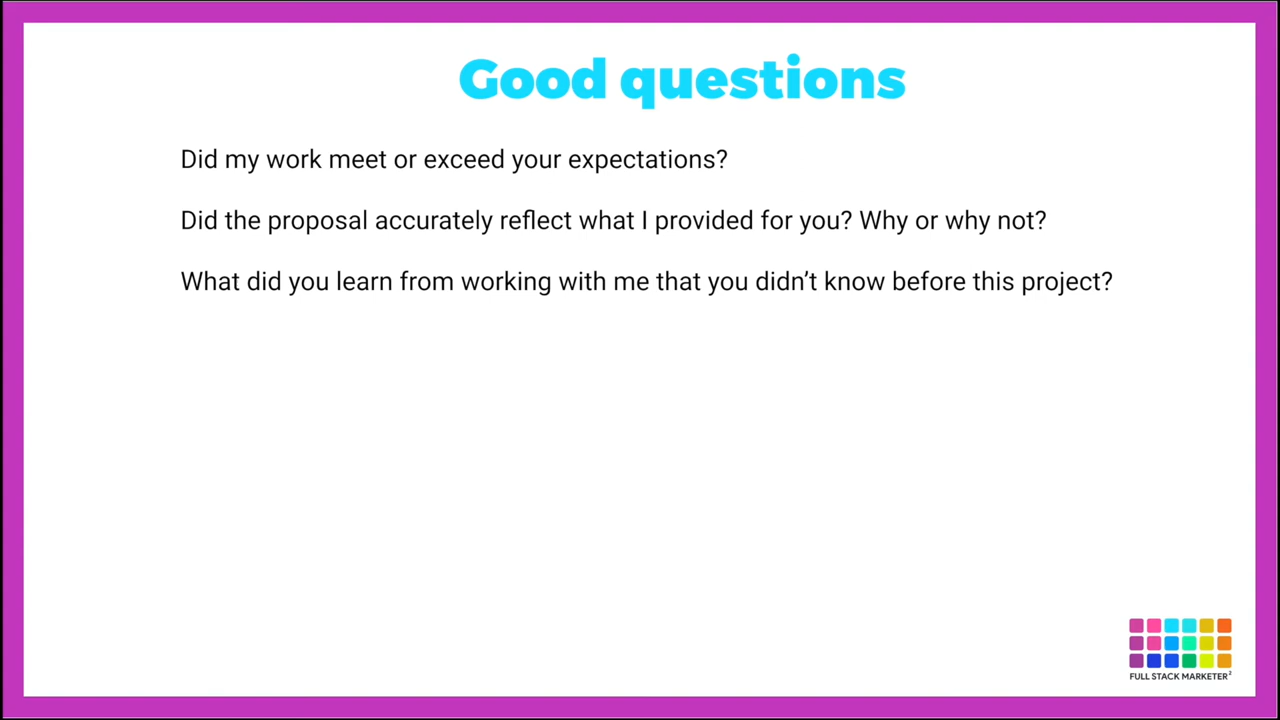 Good questions
Did my work meet or exceed your expectations?
Did the proposal accurately reflect what I provided for you? Why or why not?
What did you learn from working with me that you didn’t know before this project?
FULL STACK MARKETER²